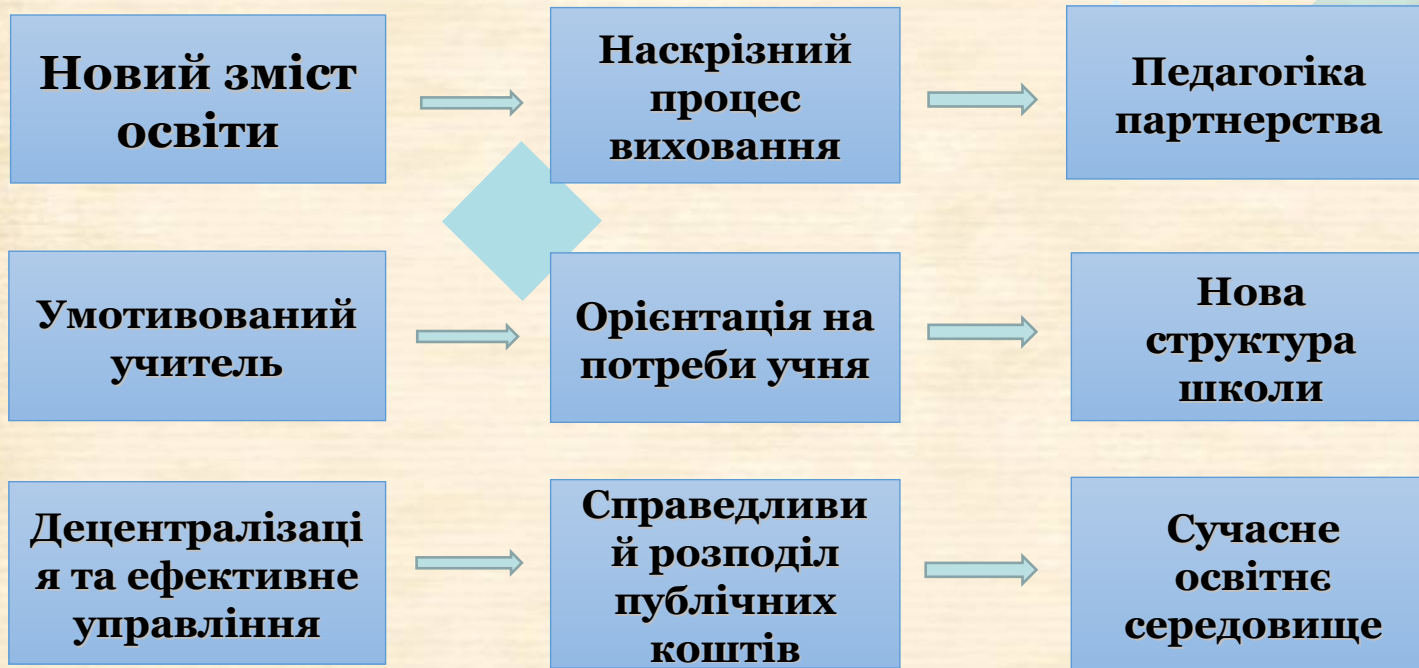 Новий зміст
освіти
Наскрізний
процес
виховання
Педагогіка
партнерства
Умотивований
учитель
Орієнтація на
потреби учня
Нова
структура
школи
Децентралізаці
я та ефективне
управління
Справедливи
й розподіл
публічних
коштів
Сучасне
освітнє
середовище